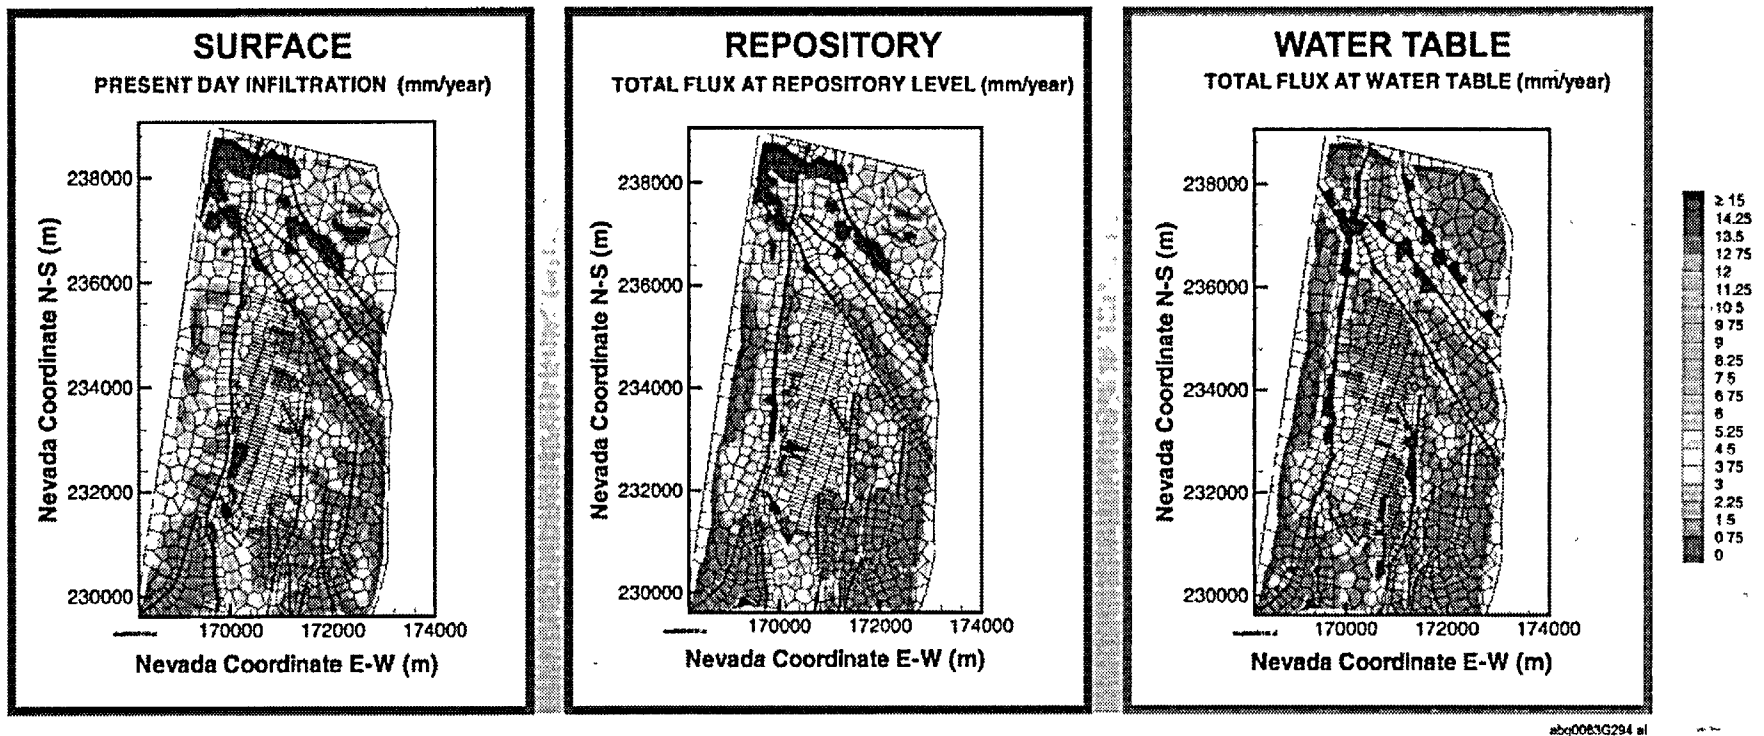 SURFACE
PRESENT DAY INFILTRATION (mm/year)
238000
236000
234000
232000
230000
Nevada Coordinate N-S (m)
170000 172000 174000
Nevada Coordinate E-W (m)
REPOSITORY
TOTAL FLUX AT REPOSITORY LEVEL (mm/year)
238000
236000
234000
232000
230000
Nevada Coordinate N-S (m)
170000 172000 174000
Nevada Coordinate E-W (m)
WATER TABLE
TOTAL FLUX AT WATER TABLE (mm/year)
238000
236000
234000
232000
230000
Nevada Coordinate N-S (m)
170000 172000 174000
Nevada Coordinate E-W (m)
≥ 15
14.25
13.5
12 75
12
11.25
10 5
9 75
9
8.25
7 5
6 75
6
5.25
4 5
3 75
3
2.25
1 5
0 75
0
abq0063G294 ai